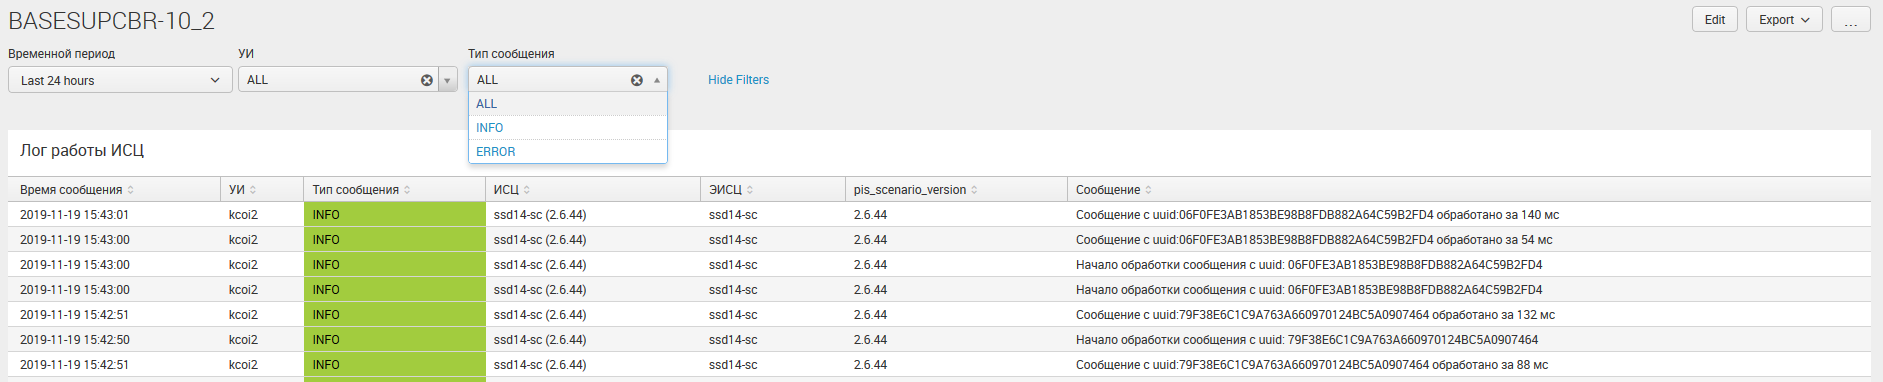 BASESUPCBR-10_2
Edit Export ...
Временной период УИ Тип сообщения
Last 24 hours ALL ALL Hide Filters
ALL
INFO
ERROR
Лог работы ИСЦ
Время сообщения УИ Тип сообщения ИСЦ ЭИСЦ pis_scenario_version Сообщение
2019-11-19 15:43:01 kcoi2 INFO ssd14-sc (2.6.44) ssd14-sc 2.6.44 Сообщение с uuid:06F0FE3AB1853BE98B8FDB882A64C59B2FD4 обработано за 140 мс
2019-11-19 15:43:00 kcoi2 INFO ssd14-sc (2.6.44) ssd14-sc 2.6.44 Сообщение с uuid:06F0FE3AB1853BE98B8FDB882A64C59B2FD4 обработано за 54 мс
2019-11-19 15:43:00 kcoi2 INFO ssd14-sc (2.6.44) ssd14-sc 2.6.44 Начало обработки сообщения с uuid: 06F0FE3AB1853BE98B8FDB882A64C59B2FD4
2019-11-19 15:43:00 kcoi2 INFO ssd14-sc (2.6.44) ssd14-sc 2.6.44 Начало обработки сообщения с uuid: 06F0FE3AB1853BE98B8FDB882A64C59B2FD4
2019-11-19 15:42:51 kcoi2 INFO ssd14-sc (2.6.44) ssd14-sc 2.6.44 Сообщение с uuid:79F38E6C1C9A763A660970124BC5A0907464 обработано за 132 мс
2019-11-19 15:42:50 kcoi2 INFO ssd14-sc (2.6.44) ssd14-sc 2.6.44 Начало обработки сообщения с uuid: 79F38E6C1C9A763A660970124BC5A0907464
2019-11-19 15:42:51 kcoi2 INFO ssd14-sc (2.6.44) ssd14-sc 2.6.44 Сообщение с uuid:79F38E6C1C9A763A660970124BC5A0907464 обработано за 88 мс